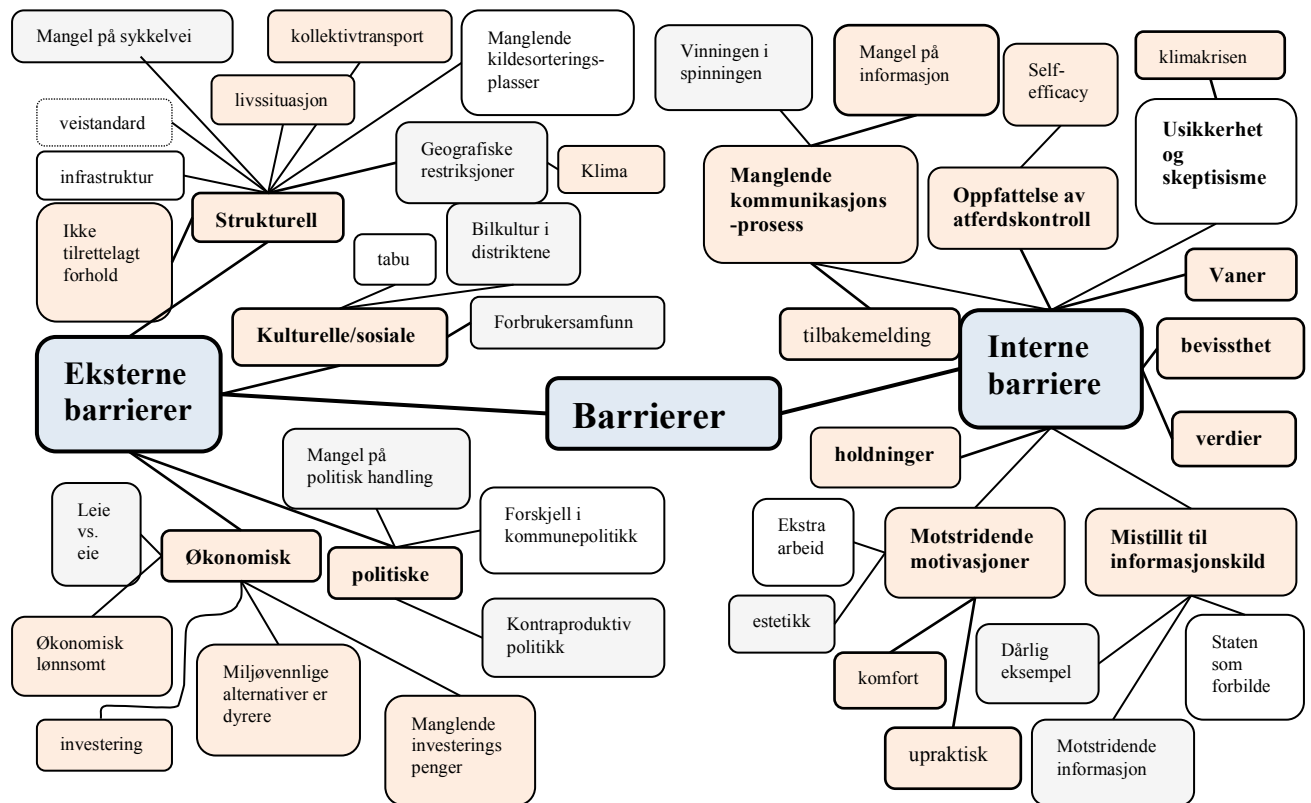 Mangel på sykkelvei
kollektivtransport
Manglende
kildesorterings-
plasser
livssituasjon
veistandard
infrastruktur
Geografiske
restriksjoner
Klima
Strukturell
Ikke
tilrettelagt
forhold
Bilkultur i
distriktene
tabu
Kulturelle/sosiale
Forbrukersamfunn
Eksterne
barrierer
Barrierer
Mangel på
politisk handling
Leie
vs.
eie
Forskjell i
kommunepolitikk
Økonomisk
politiske
Kontraproduktiv
politikk
Økonomisk
lønnsomt
Miljøvennlige
alternativer er
dyrere
Manglende
investerings
penger
investering
Vinningen i
spinningen
Mangel på
informasjon
Self-
efficacy
klimakrisen
Usikkerhet
og
skeptisisme
Manglende
kommunikasjons
-prosess
Oppfattelse av
atferdskontroll
Vaner
tilbakemelding
Interne
barriere
bevissthet
verdier
holdninger
Ekstra
arbeid
Motstridende
motivasjoner
Mistillit til
informasjonskild
estetikk
Dårlig
eksempel
Staten
som
forbilde
komfort
upraktisk
Motstridende
informasjon